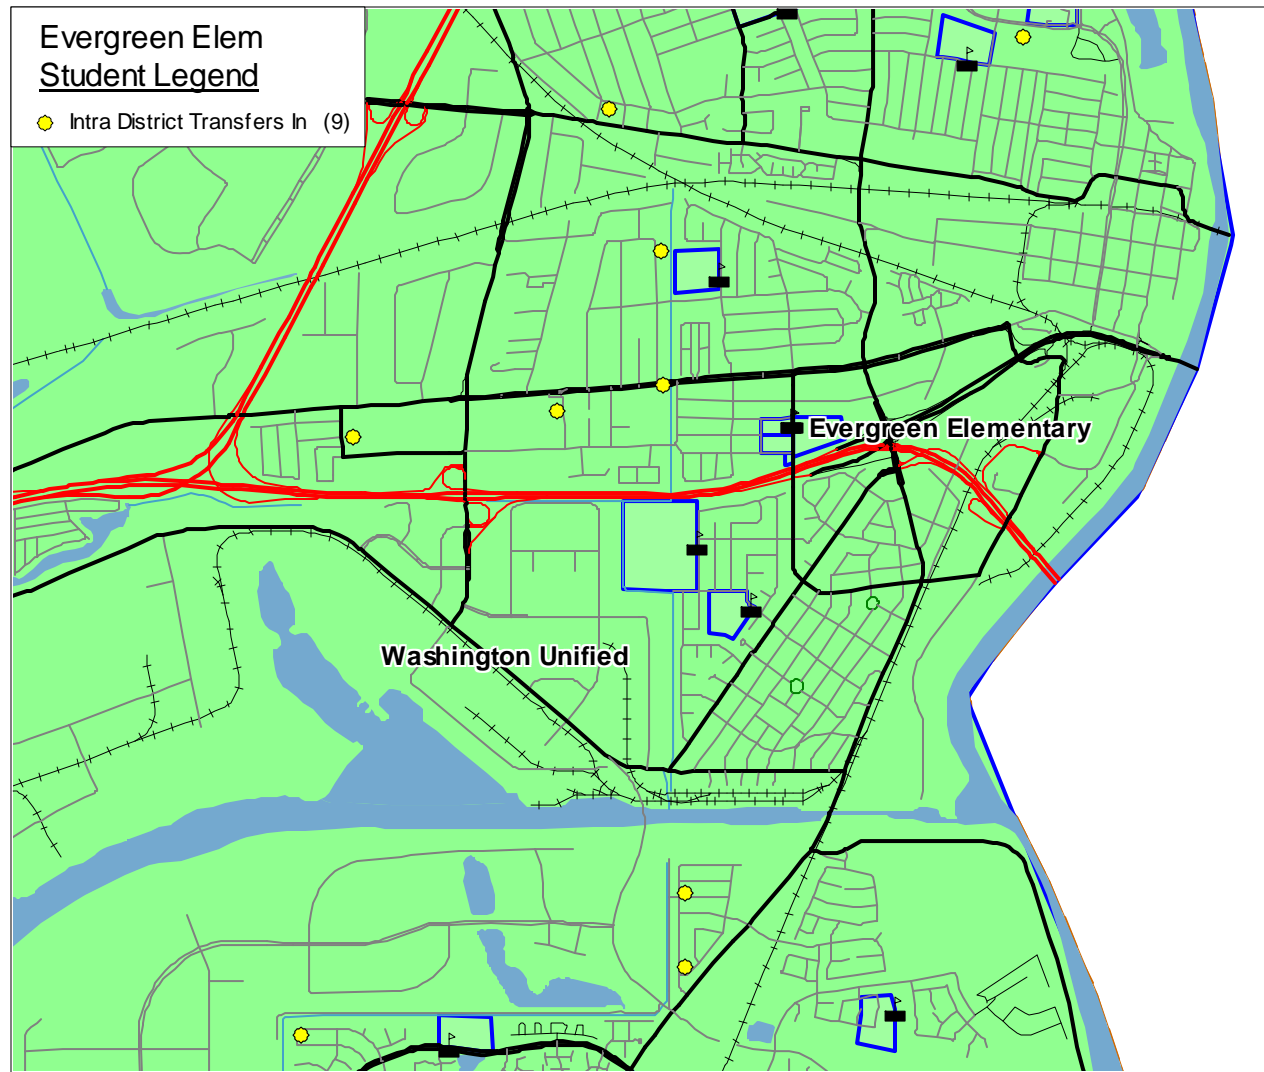 Evergreen Elem
Student Legend
Intra District Transfers In (9)
Evergreen Elementary
Washington Unified